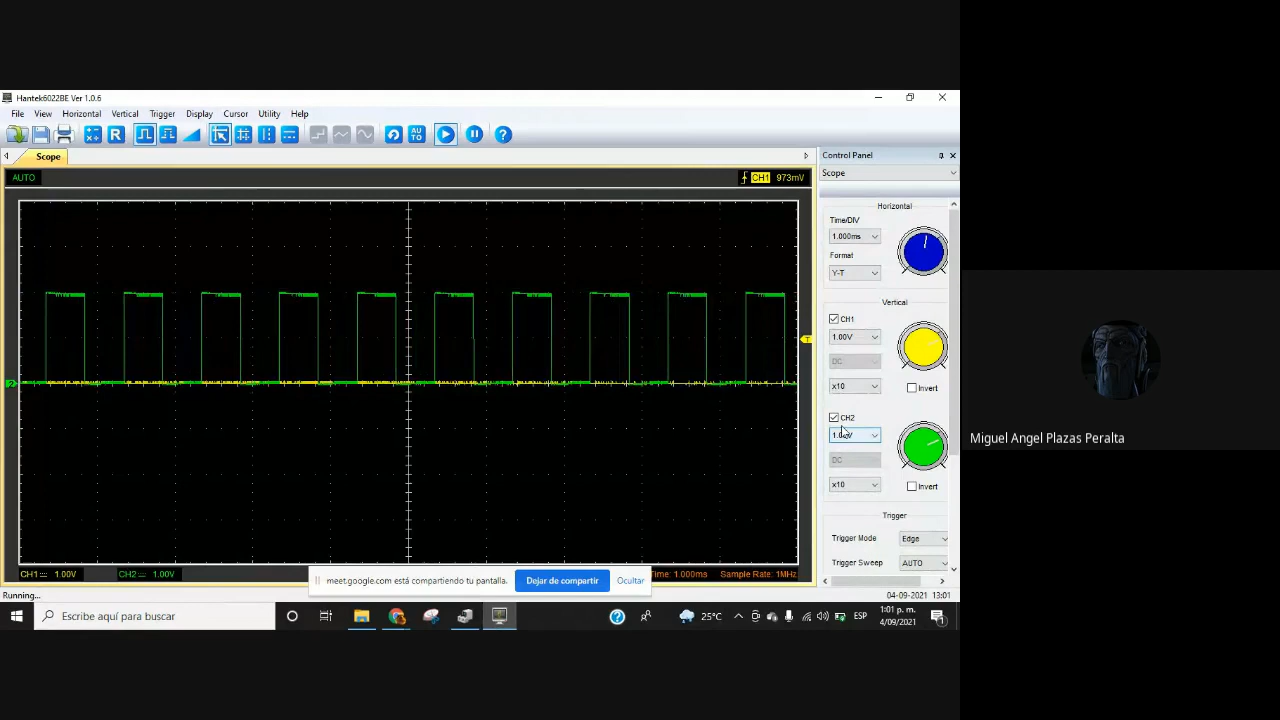 Hantek6022BE Ver 1.0.6
File View Horizontal Vertical Trigger Display Cursor Utility Help
R AU TO ?
Scope
Control Panel
Scope
AUTO
CH1 973mV
T
2
Horizontal
Time/DIV
1.000ms
Format
Y-T
Vertical
CH1
1.00V
DC
x10
Invert
CH2
DC
x10
Invert
Trigger
Trigger Mode Edge
Trigger Sweep AUTO
CH1 1.00V CH2 1.00V Time: 1.000ms Sample Rate: 1MHz
meet.google.com está compartiendo tu pantalla. Dejar de compartir Ocultar
Running...
04-09-2021 13:01
Escribe aquí para buscar
25°C ESP
1:01 p. m.
4/09/2021
1
Miguel Angel Plazas Peralta